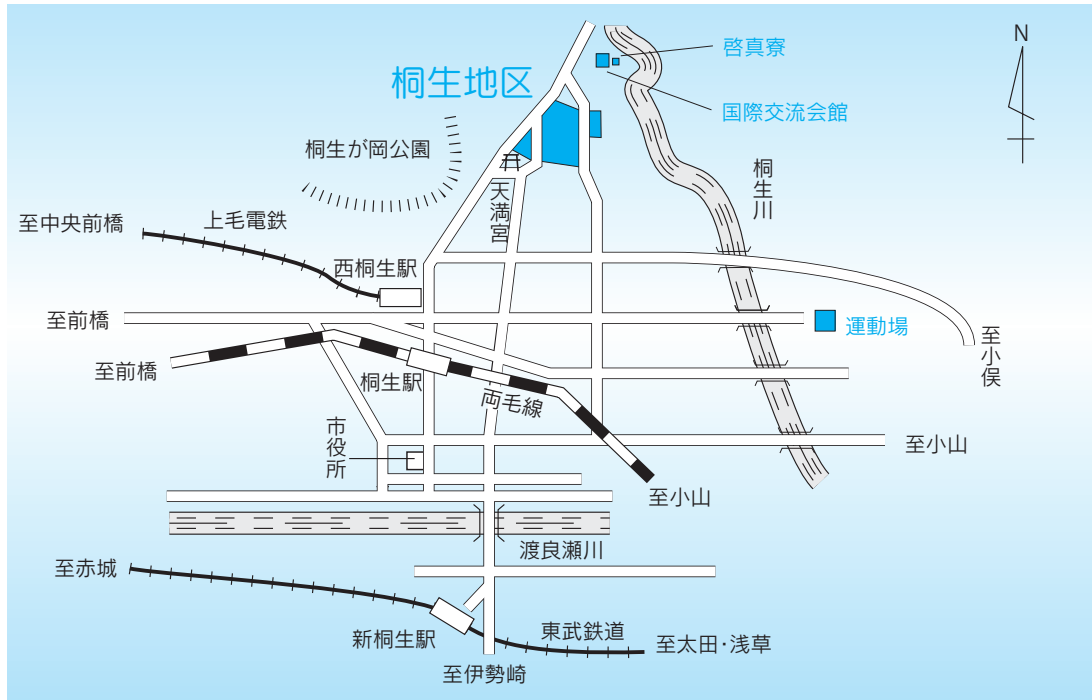 N
啓真寮
桐生地区
国際交流会館
桐生が岡公園
桐生川
天満宮
至中央前橋
上毛電鉄
西桐生駅
至前橋
運動場
至小俣
至前橋
桐生駅
両毛線
市役所
至小山
至小山
渡良瀬川
至赤城
新桐生駅
東武鉄道
至太田・浅草
至伊勢崎